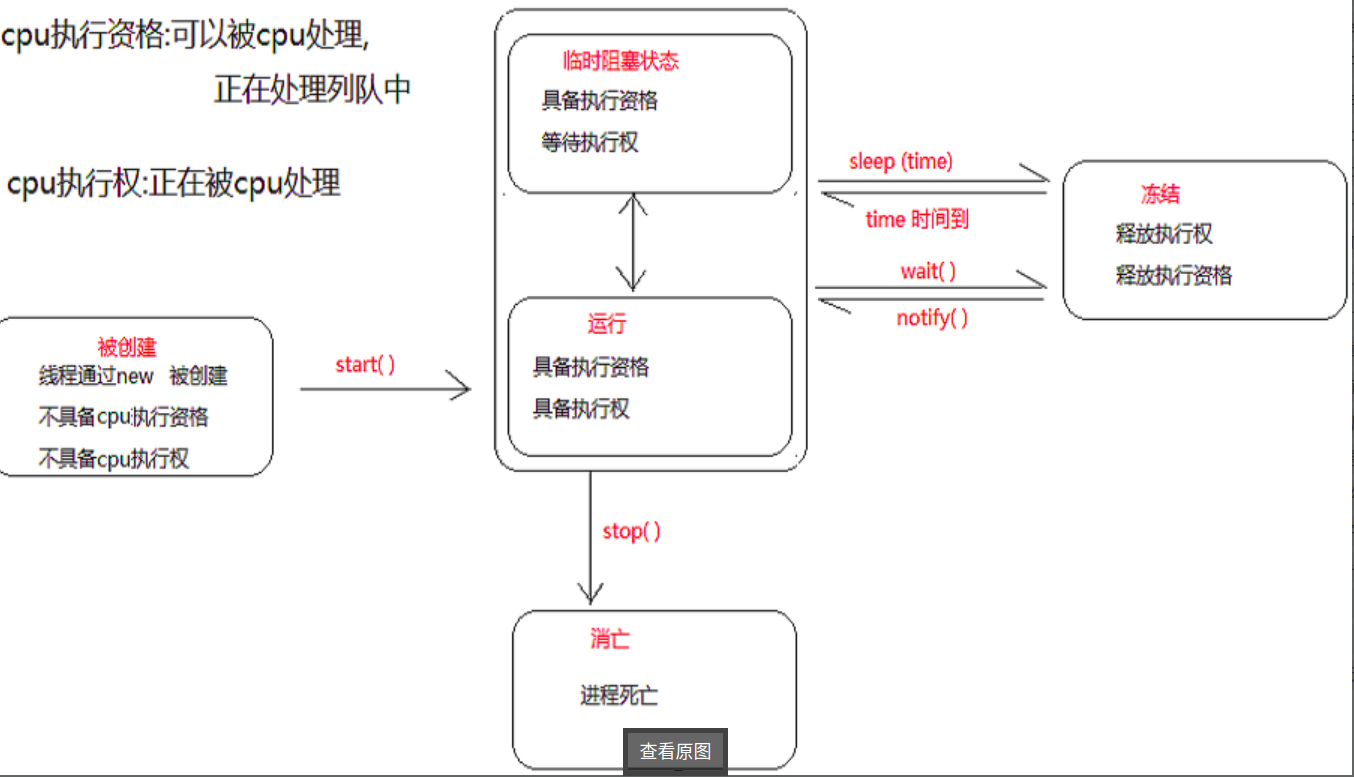 cpu执行资格:可以被cpu处理,
正在处理列队中
cpu执行权:正在被cpu处理
临时阻塞状态
具备执行资格
等待执行权
sleep (time)
time 时间到
wait( )
notify( )
冻结
释放执行权
释放执行资格
被创建
线程通过new 被创建
不具备cpu执行资格
不具备cpu执行权
start( )
运行
具备执行资格
具备执行权
stop( )
消亡
进程死亡
查看原图